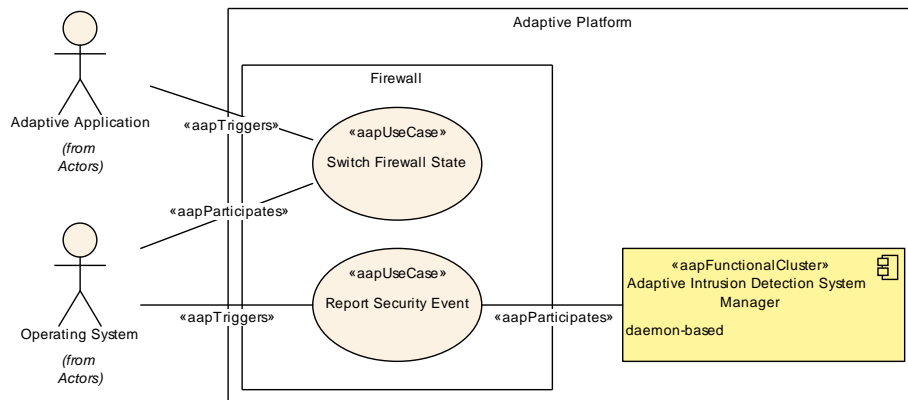 Adaptive Platform
Firewall
Adaptive Application
(from
Actors)
«aapTriggers»
«aapUseCase»
Switch Firewall State
«aapParticipates»
Operating System
(from
Actors)
«aapTriggers»
«aapUseCase»
Report Security Event
«aapParticipates»
«aapFunctionalCluster»
Adaptive Intrusion Detection System
Manager
daemon-based